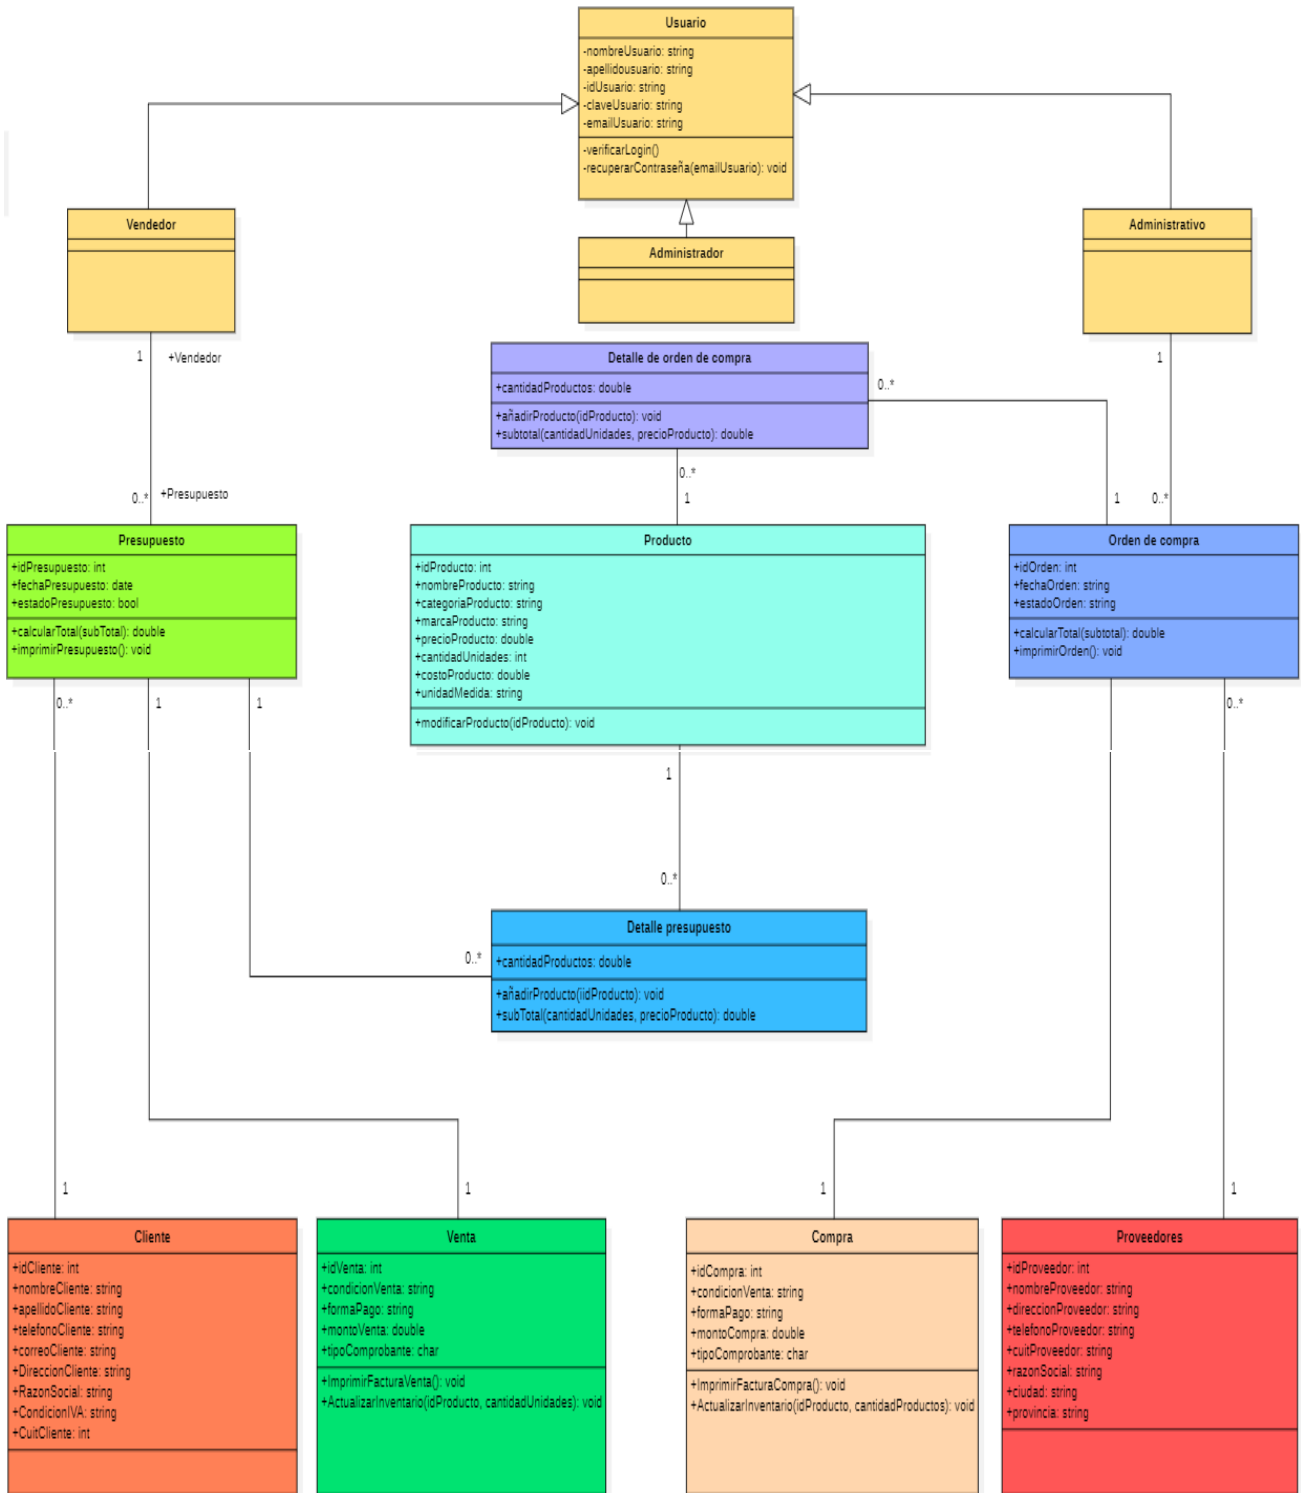 Usuario
-nombreUsuario: string
-apellidousuario: string
-idUsuario: string
-claveUsuario: string
-emailUsuario: string
-verificarLogin()
-recuperarContraseña(emailUsuario): void
Vendedor
Administrador
Administrativo
1
+Vendedor
0..*
+Presupuesto
Detalle de orden de compra
+cantidadProductos: double
+añadirProducto(idProducto): void
+subtotal(cantidadUnidades, precioProducto): double
0..*
1
0..*
1
1
0..*
Presupuesto
+idPresupuesto: int
+fechaPresupuesto: date
+estadoPresupuesto: bool
+calcularTotal(subTotal): double
+imprimirPresupuesto(): void
Producto
+idProducto: int
+nombreProducto: string
+categoriaProducto: string
+marcaProducto: string
+precioProducto: double
+cantidadUnidades: int
+costoProducto: double
+unidadMedida: string
+modificarProducto(idProducto): void
Orden de compra
+idOrden: int
+fechaOrden: string
+estadoOrden: string
+calcularTotal(subtotal): double
+imprimirOrden(): void
0..*
1
1
0..*
1
0..*
0..*
Detalle presupuesto
+cantidadProductos: double
+añadirProducto(iidProducto): void
+subTotal(cantidadUnidades, precioProducto): double
1
1
1
1
Cliente
+idCliente: int
+nombreCliente: string
+apellidoCliente: string
+telefonoCliente: string
+correoCliente: string
+DireccionCliente: string
+RazonSocial: string
+CondicionIVA: string
+CuitCliente: int
Venta
+idVenta: int
+condicionVenta: string
+formaPago: string
+montoVenta: double
+tipoComprobante: char
+ImprimirFacturaVenta(): void
+ActualizarInventario(idProducto, cantidadUnidades): void
Compra
+idCompra: int
+condicionVenta: string
+formaPago: string
+montoCompra: double
+tipoComprobante: char
+ImprimirFacturaCompra(): void
+ActualizarInventario(idProducto, cantidadProductos): void
Proveedores
+idProveedor: int
+nombreProveedor: string
+direccionProveedor: string
+telefonoProveedor: string
+cuitProveedor: string
+razonSocial: string
+ciudad: string
+provincia: string